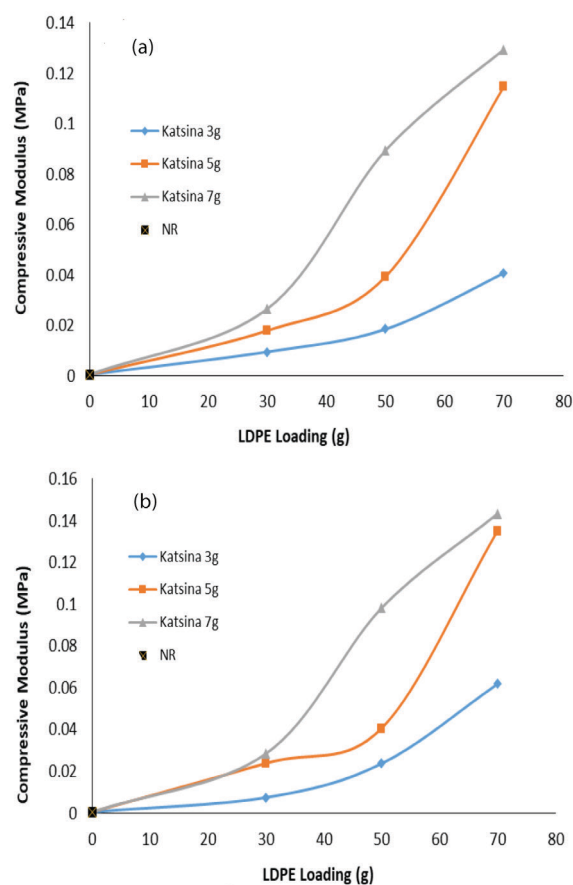 (a)
Compressive Modulus (MPa)
0.14
0.12
0.1
0.08
0.06
0.04
0.02
0
Katsina 3g
Katsina 5g
Katsina 7g
NR
0 10 20 30 40 50 60 70 80
LDPE Loading (g)
(b)
Compressive Modulus (MPa)
0.16
0.14
0.12
0.1
0.08
0.06
0.04
0.02
0
Katsina 3g
Katsina 5g
Katsina 7g
NR
0 10 20 30 40 50 60 70 80
LDPE Loading (g)